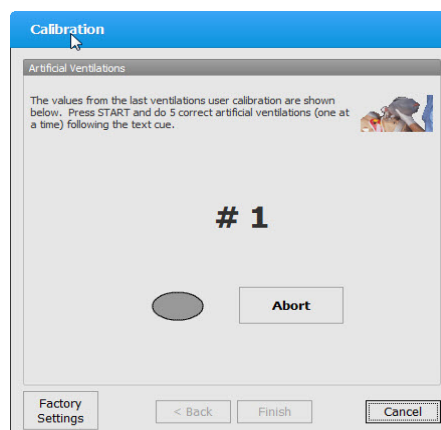 Calibration
Artificial Ventilations
The values from the last ventilations user calibration are shown
below. Press START and do 5 correct artificial ventilations (one at
a time) following the text cue.
# 1
Abort
Factory
Settings
< Back
Finish
Cancel